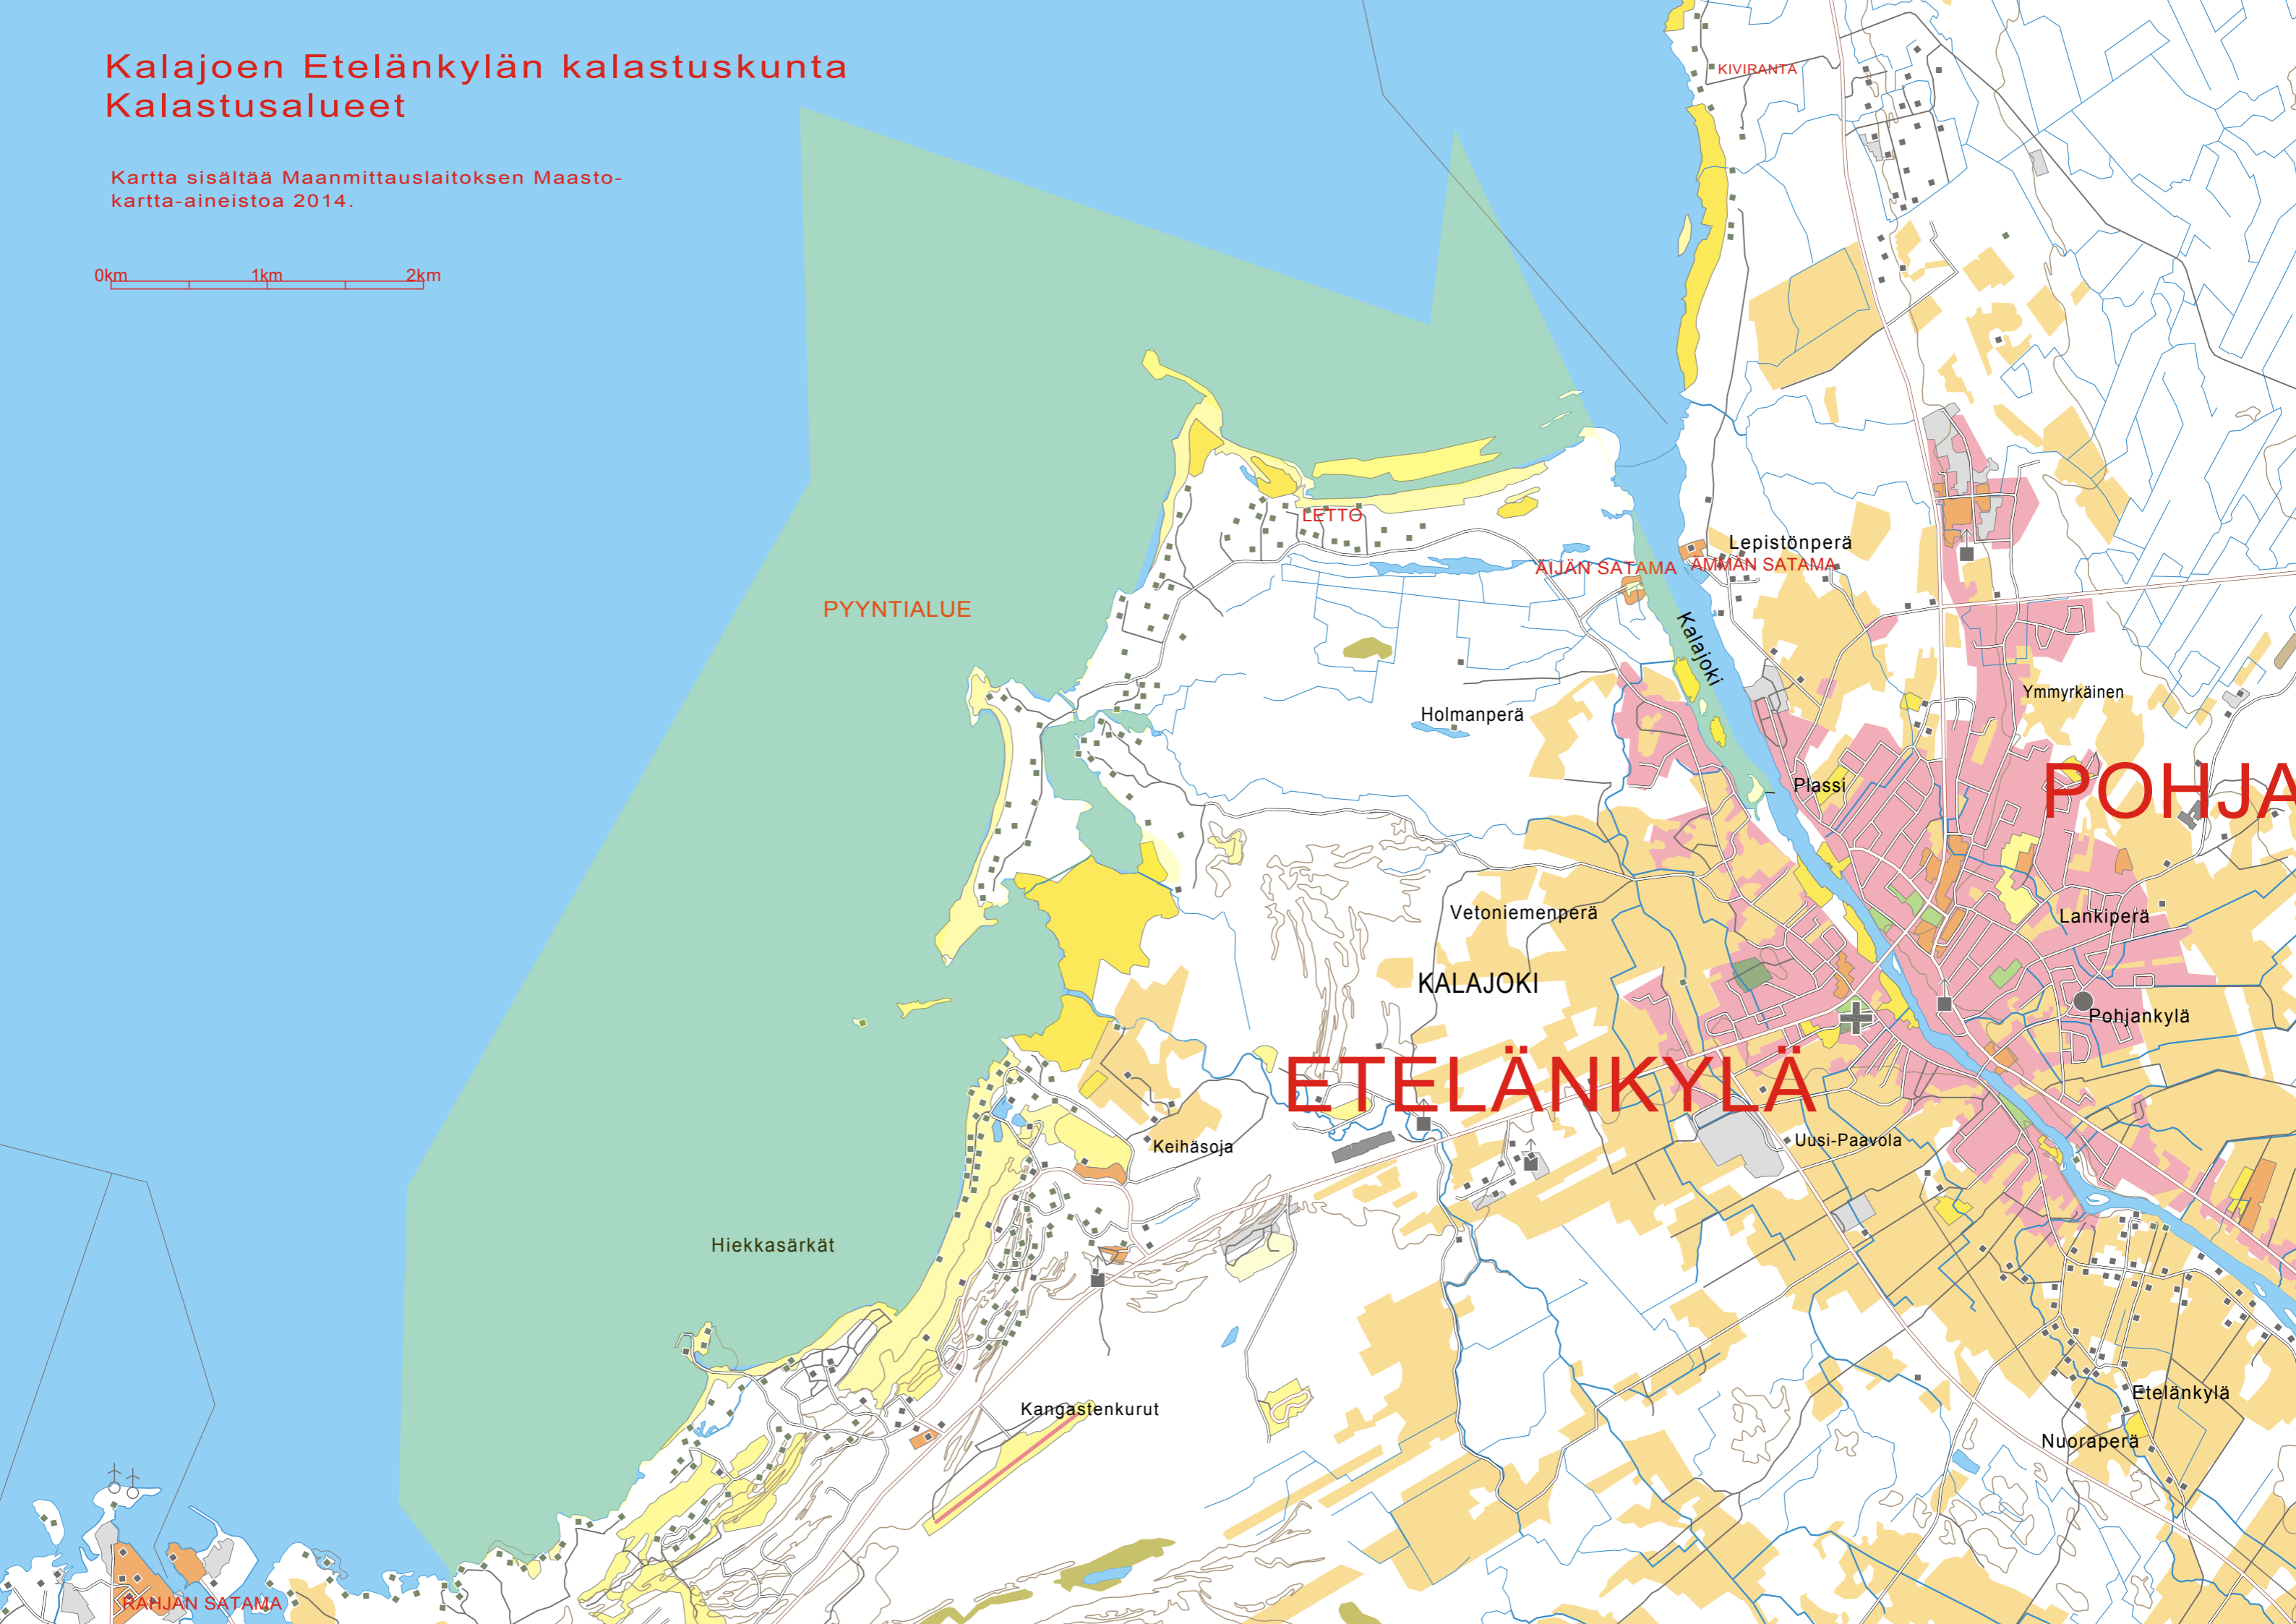 Kalajoen Etelänkylän kalastuskunta
Kalastusalueet
Kartta sisältää Maanmittauslaitoksen Maasto-
kartta-aineistoa 2014.
0km 1km 2km
KIVIRANTA
LETTO
Lepistönperä
ÄIJÄN SATAMA
ÄMMÄN SATAMA
PYYNTIALUE
Kalajoki
Ymmyrkäinen
Holmanperä
Plassi
POHJA
Vetoniemenperä
Lankiperä
KALAJOKI
Pohjankylä
ETELÄNKYLÄ
Keihäsoja
Uusi-Paavola
Hiekkasärkät
Kangastenkurut
Etelänkylä
Nuoraperä
RAHJAN SATAMA